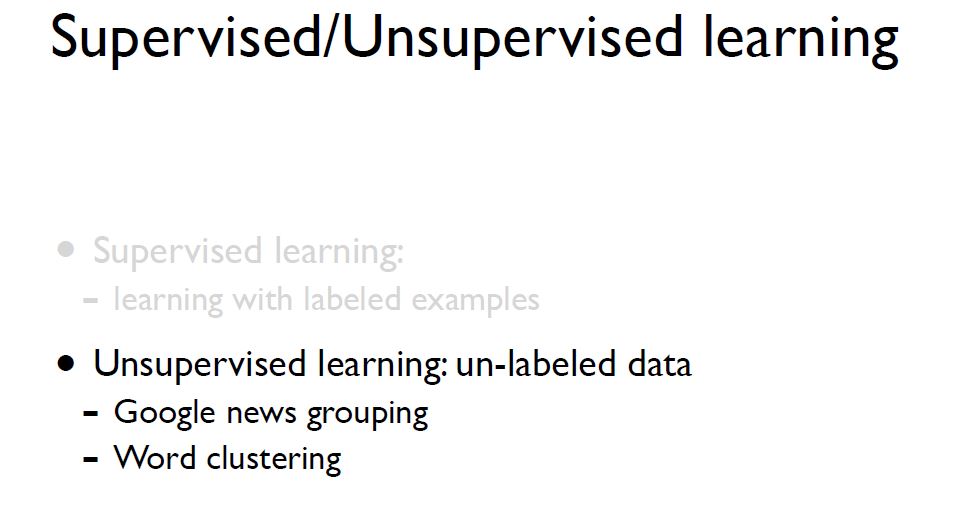 Supervised/Unsupervised learning
• Supervised learning:
- learning with labeled examples
• Unsupervised learning: un-labeled data
- Google news grouping
- Word clustering